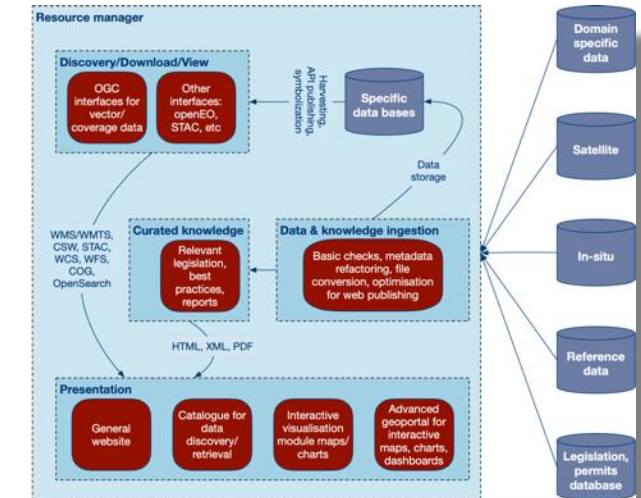 Resource manager
Discovery/Download/View
OGC
interfaces for
vector/
coverage data
Other
interfaces:
openEO,
STAC, etc
Harvesting,
API publishing,
symbolization
Specific
data bases
Data
storage
WMS/WMTS,
CSW, STAC,
WCS, WFS,
COG,
OpenSearch
Curated knowledge
Relevant
legislation,
best
practices,
reports
Data & knowledge ingestion
Basic checks, metadata
refactoring, file
conversion, optimisation
for web publishing
HTML, XML, PDF
Presentation
General
website
Catalogue for
data
discovery/
retrieval
Interactive
visualisation
module maps/
charts
Advanced
geoportal for
interactive
maps, charts,
dashboards
Domain
specific
data
Satellite
In-situ
Reference
data
Legislation,
permits
database